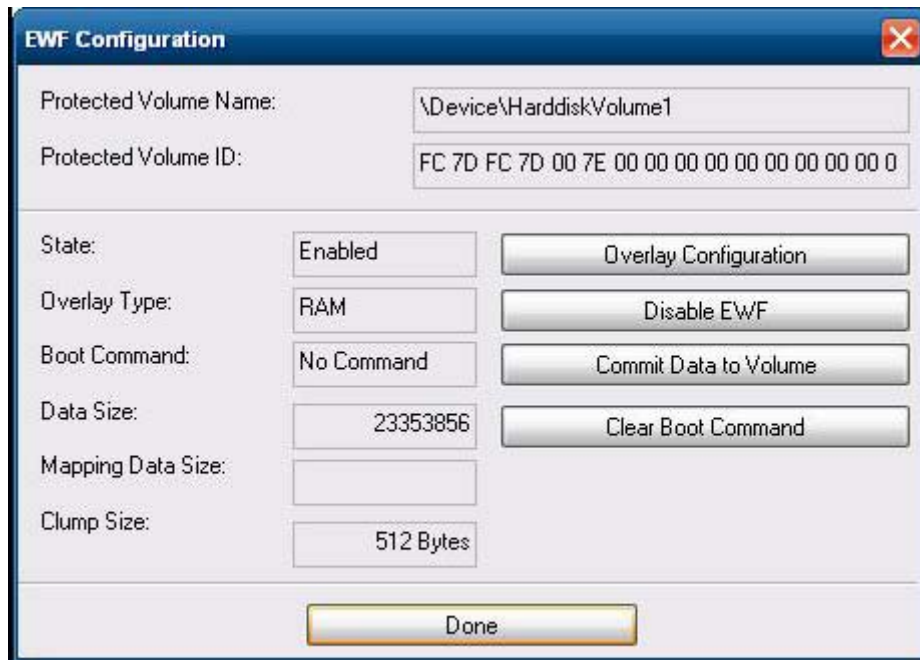 EWF Configuration
Protected Volume Name: \Device\HarddiskVolume1
Protected Volume ID: FC 7D FC 7D 00 7E 00 00 00 00 00 00 00 00 00 0
State: Enabled Overlay Configuration
Overlay Type: RAM Disable EWF
Boot Command: No Command Commit Data to Volume
Data Size: 23353856 Clear Boot Command
Mapping Data Size:
Clump Size: 512 Bytes
Done